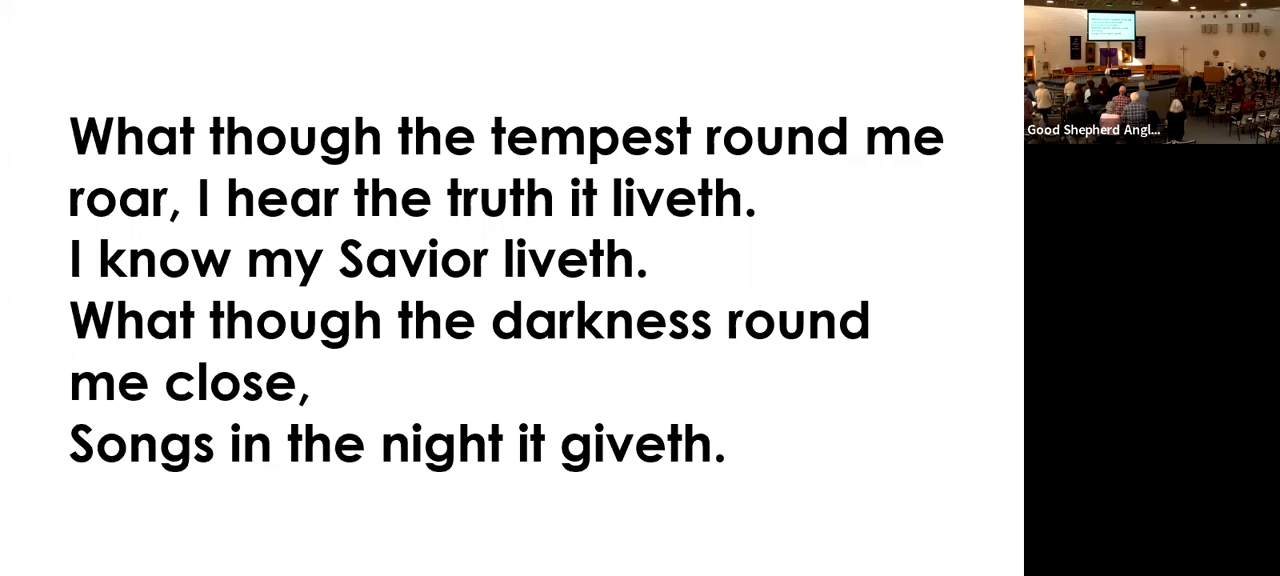 What though the tempest round me
roar, I hear the truth it liveth.
I know my Savior liveth.
What though the darkness round
me close,
Songs in the night it giveth.
Good Shepherd Angl...